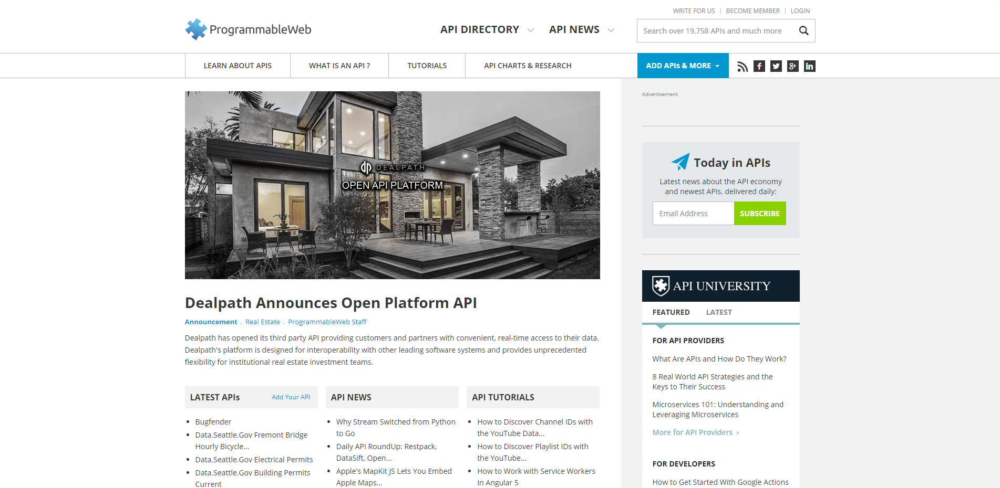 WRITE FOR US
BECOME MEMBER
LOGIN
ProgrammableWeb
API DIRECTORY
API NEWS
Search over 19,758 APIs and much more
LEARN ABOUT APIS
WHAT IS AN API ?
TUTORIALS
API CHARTS & RESEARCH
ADD APIs & MORE
DEALPATH
OPEN API PLATFORM
Dealpath Announces Open Platform API
Announcement . Real Estate . ProgrammableWeb Staff
Dealpath has opened its third party API providing customers and partners with convenient, real-time access to their data.
Dealpath's platform is designed for interoperability with other leading software systems and provides unprecedented
flexibility for institutional real estate investment teams.
LATEST APIs
Add Your API
Bugfender
Data.Seattle.Gov Fremont Bridge
Hourly Bicycle...
Data.Seattle.Gov Electrical Permits
Data.Seattle.Gov Building Permits
Current
API NEWS
Why Stream Switched from Python
to Go
Daily API RoundUp: Restpack,
DataSift, Open...
Apple's MapKit JS Lets You Embed
Apple Maps...
API TUTORIALS
How to Discover Channel IDs with
the YouTube Data...
How to Discover Playlist IDs with
the YouTube...
How to Work with Service Workers
In Angular 5
Advertisement
Today in APIs
Latest news about the API economy
and newest APIs, delivered daily:
Email Address
SUBSCRIBE
API UNIVERSITY
FEATURED
LATEST
FOR API PROVIDERS
What Are APIs and How Do They Work?
8 Real World API Strategies and the
Keys to Their Success
Microservices 101: Understanding and
Leveraging Microservices
More for API Providers ›
FOR DEVELOPERS
How to Get Started With Google Actions